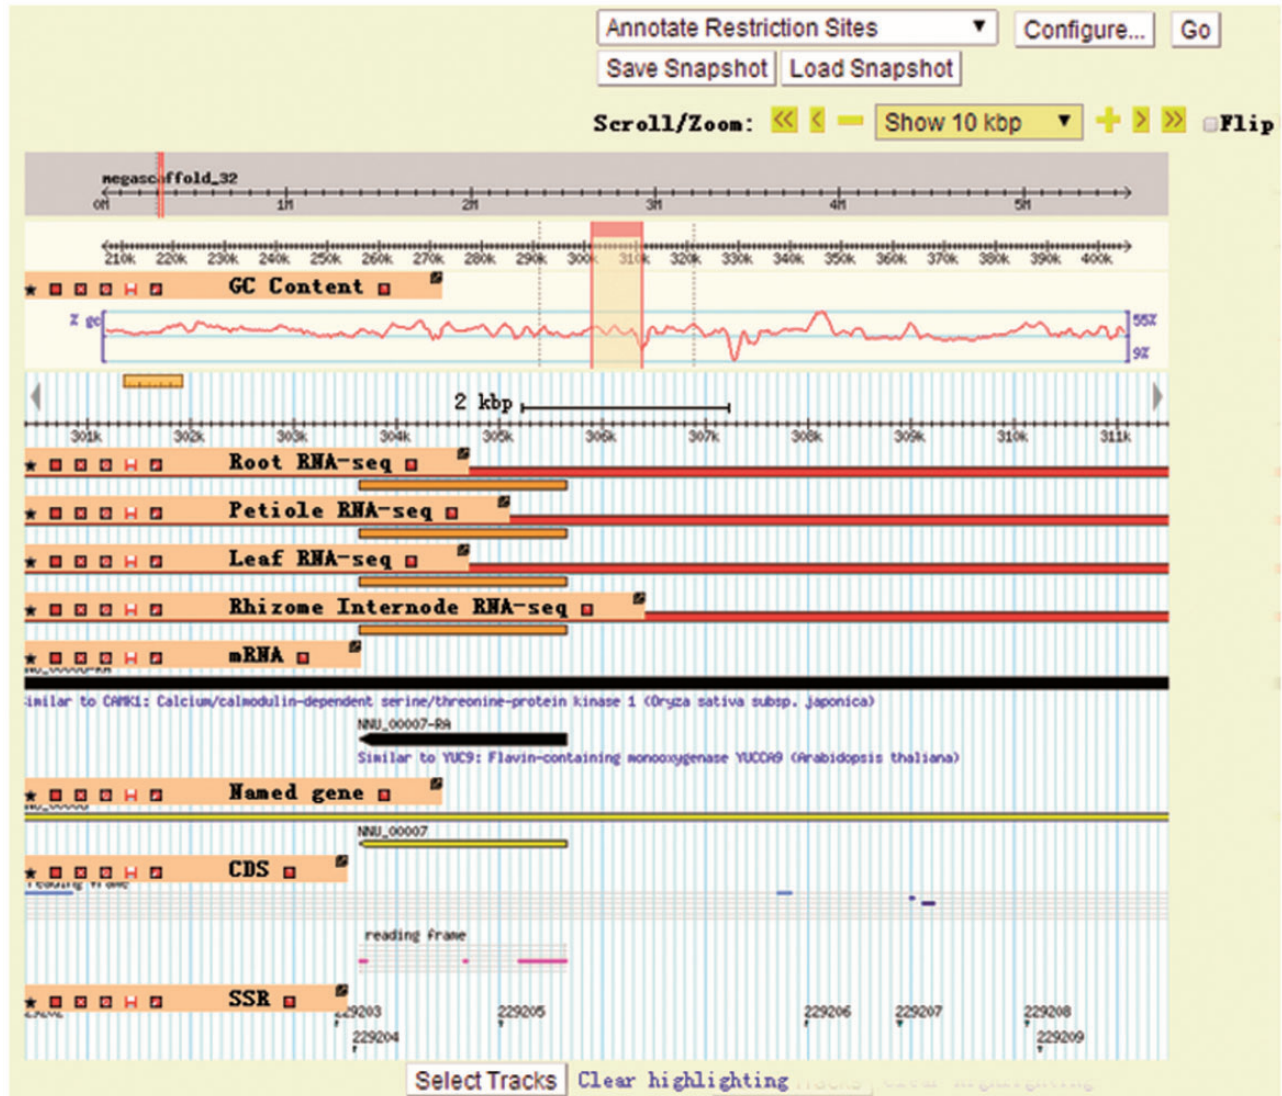 Annotate Restriction Sites Configure... Go
Save Snapshot Load Snapshot
Scroll/Zoom: << < Show 10 kbp > >> Flip
megascaffold_32
0M 1M 2M 3M 4M 5M
210k 220k 230k 240k 250k 260k 270k 280k 290k 300k 310k 320k 330k 340k 350k 360k 370k 380k 390k 400k
GC Content
% gc 55%
9%
2 kbp
301k 302k 303k 304k 305k 306k 307k 308k 309k 310k 311k
Root RNA-seq
Petiole RNA-seq
Leaf RNA-seq
Rhizome Internode RNA-seq
mRNA
imilar to CAMK1: Calcium/calmodulin-dependent serine/threonine-protein kinase 1 (Oryza sativa subsp. japonica)
NNU_00007-RA
Similar to YUC9: Flavin-containing monooxygenase YUCCA9 (Arabidopsis thaliana)
Named gene
NNU_00007
CDS
reading frame
reading frame
SSR
229203 229205 229206 229207 229208
229204 229209
Select Tracks Clear highlighting